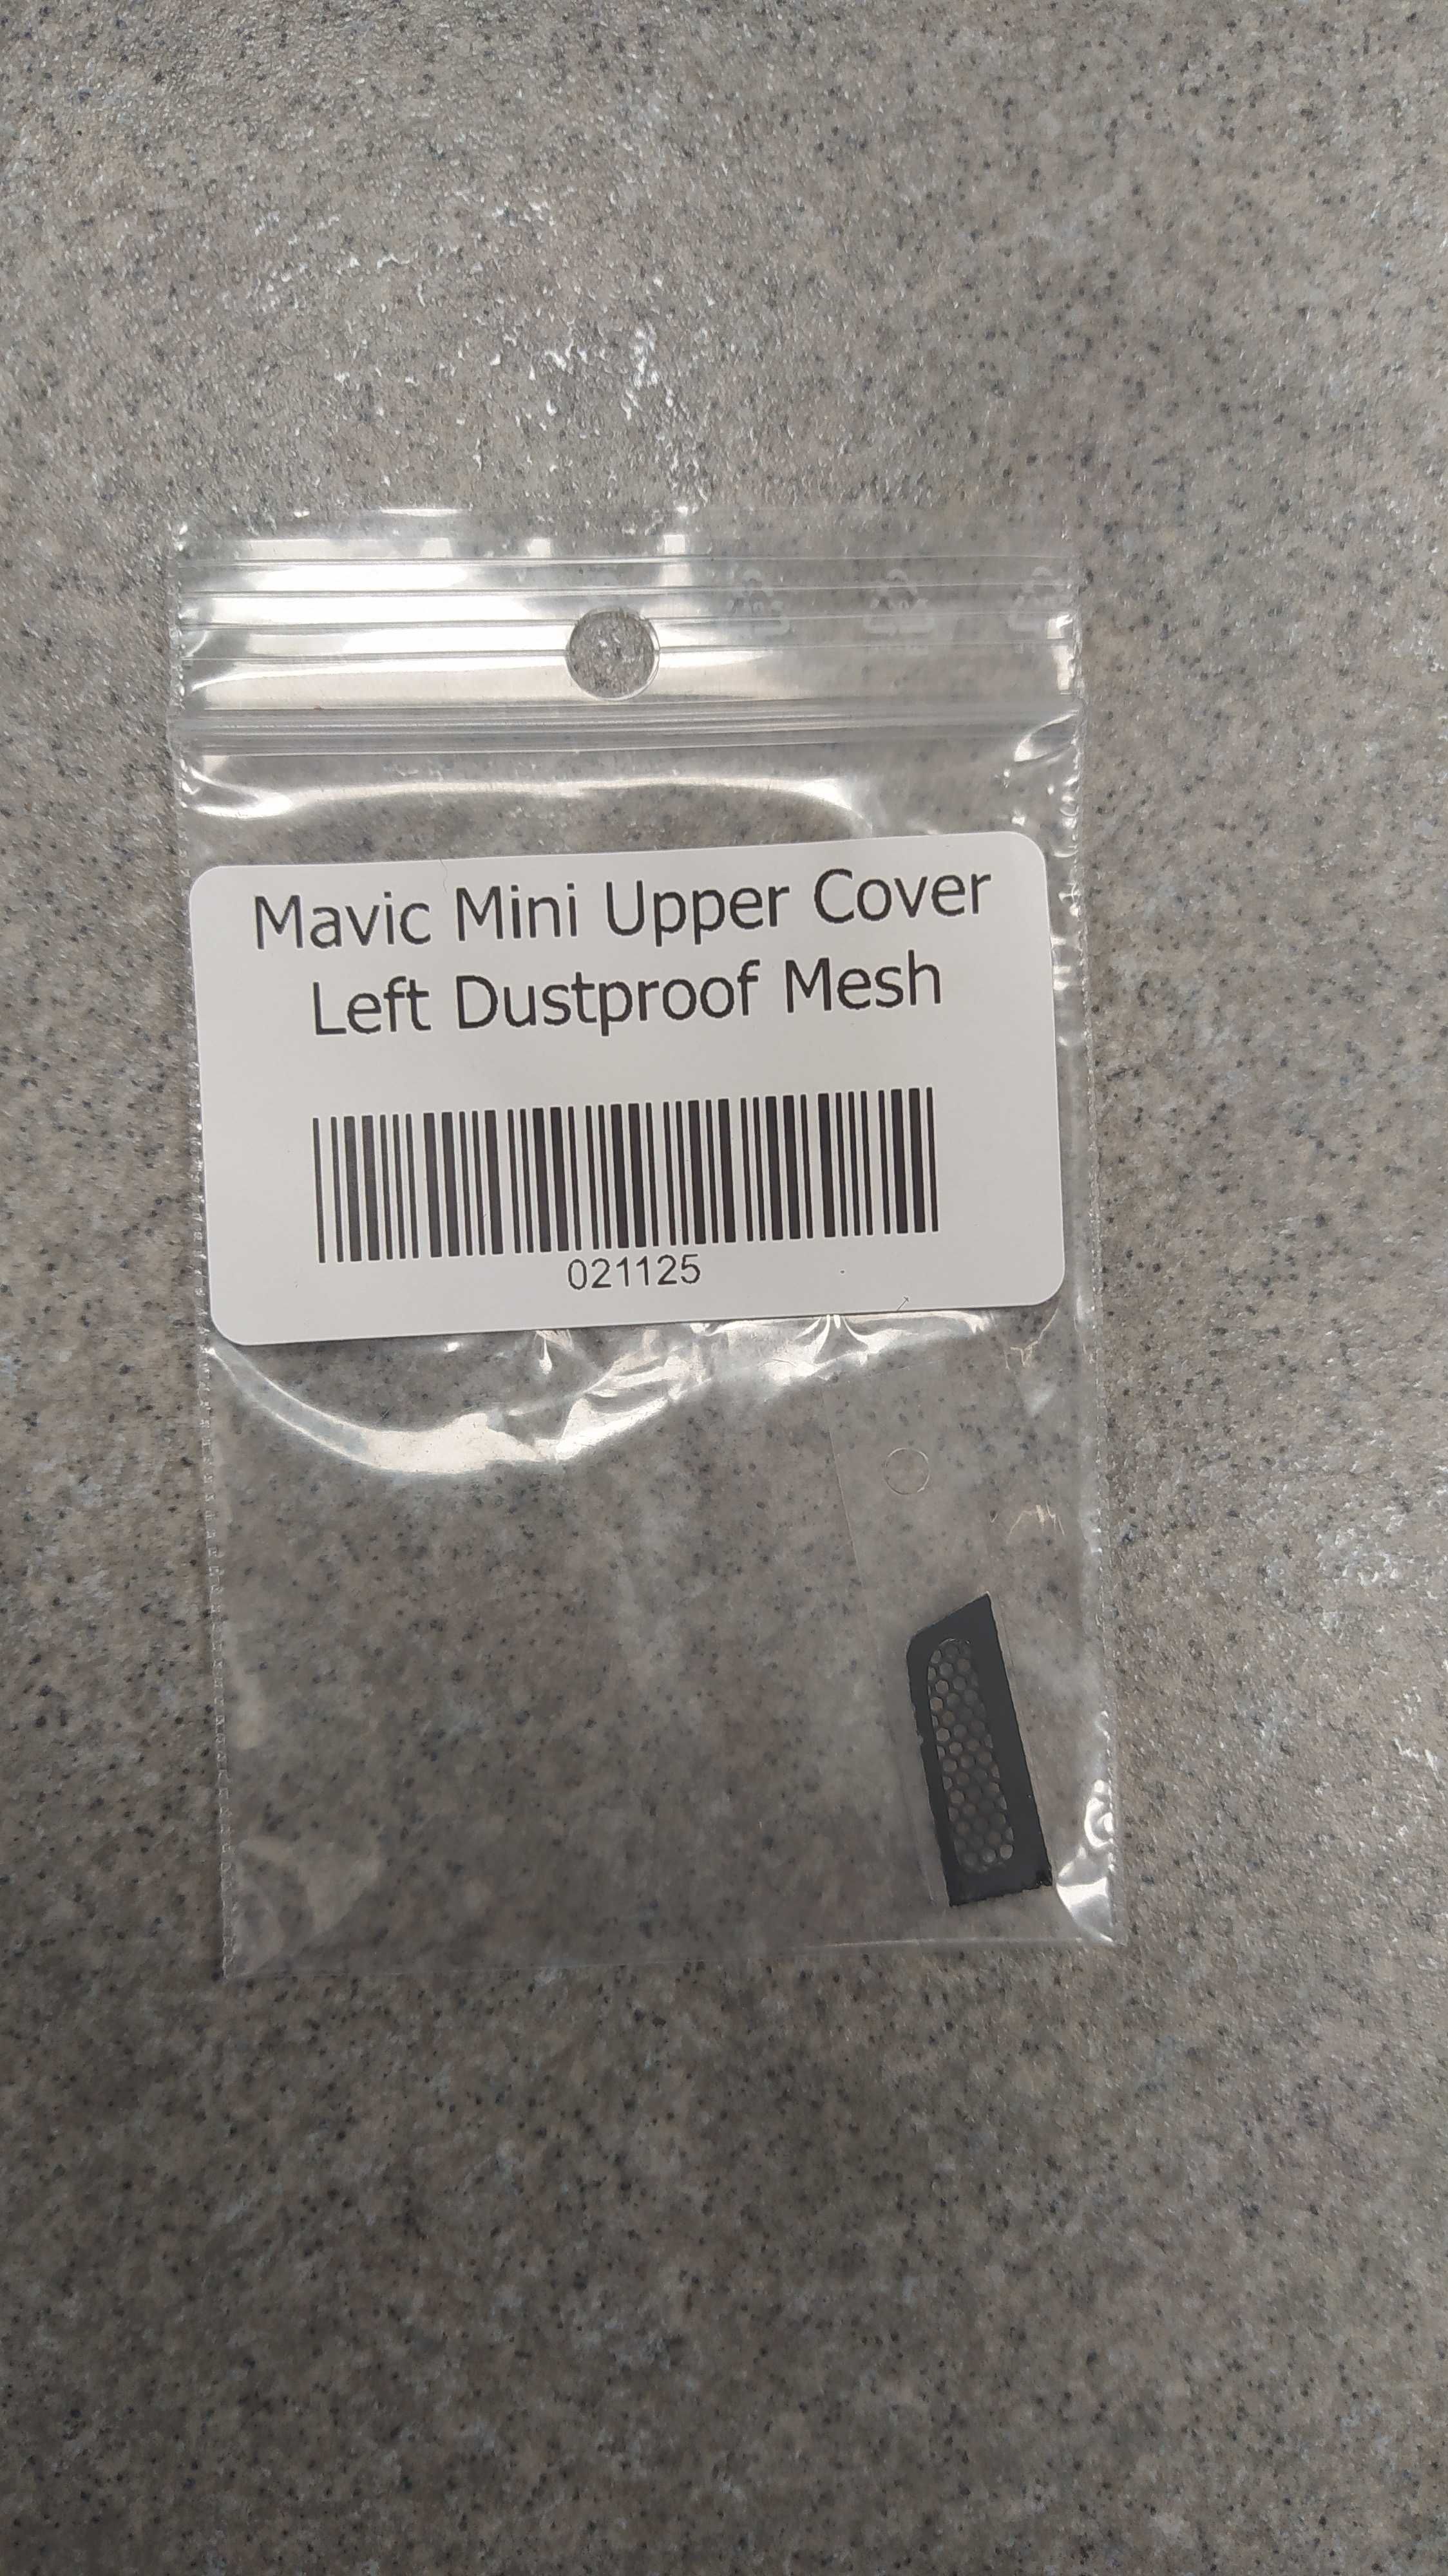 Mavic Mini Upper Cover
Left Dustproof Mesh
021125